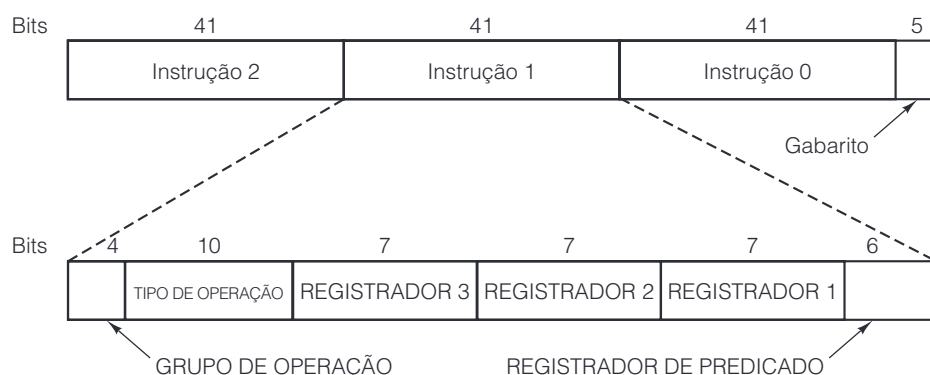 Bits 41 41 41 5
Instrução 2 Instrução 1 Instrução 0
Gabarito
Bits 4 10 7 7 7 6
TIPO DE OPERAÇÃO REGISTRADOR 3 REGISTRADOR 2 REGISTRADOR 1
GRUPO DE OPERAÇÃO REGISTRADOR DE PREDICADO